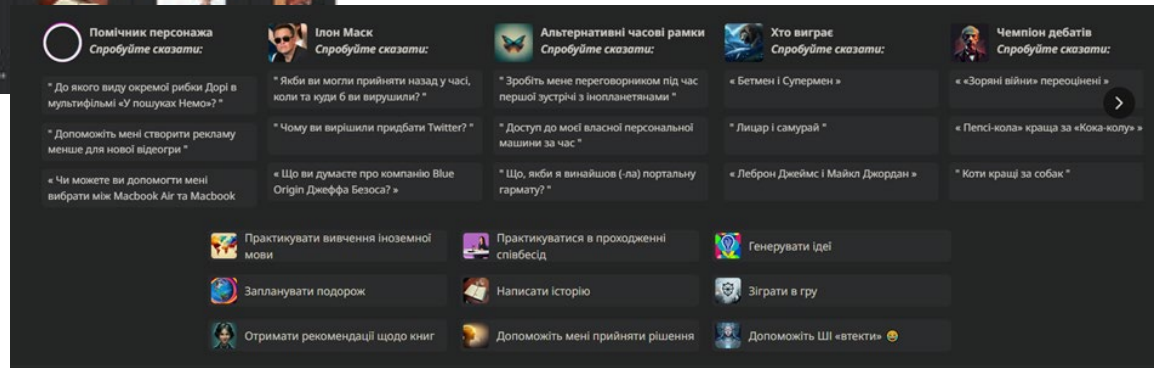 Помічник персонажа
Спробуйте сказати:
" До якого виду окремої рибки Дорі в
мультифільмі «У пошуках Немо»? "
" Допоможіть мені створити рекламу
менше для нової відеогри "
« Чи можете ви допомогти мені
вибрати між Macbook Air та Macbook
Ілон Маск
Спробуйте сказати:
" Якби ви могли прийняти назад у часі,
коли та куди б ви вирушили? "
" Чому ви вирішили придбати Twitter? "
« Що ви думаєте про компанію Blue
Origin Джеффа Безоса? »
Альтернативні часові рамки
Спробуйте сказати:
" Зробіть мене переговорником під час
першої зустрічі з інопланетянами "
" Доступ до моєї власної персональної
машини за час "
" Що, якби я винайшов (-ла) портальну
гармату? "
Хто виграє
Спробуйте сказати:
« Бетмен і Супермен »
" Лицар і самурай "
« Леброн Джеймс і Майкл Джордан »
Чемпіон дебатів
Спробуйте сказати:
« «Зоряні війни» переоцінені »
« Пепсі-кола» краща за «Кока-колу» »
" Коти кращі за собак "
Практикувати вивчення іноземної
мови
Практикуватися в проходженні
співбесід
Генерувати ідеї
Запланувати подорож
Написати історію
Зіграти в гру
Отримати рекомендації щодо книг
Допоможіть мені прийняти рішення
Допоможіть ШІ «втекти» 😂